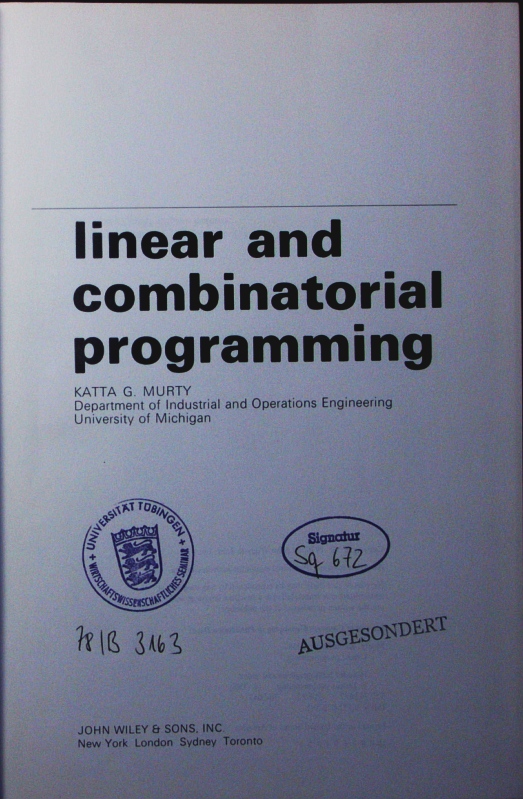 linear and
combinatorial
programming
KATTA G. MURTY
Department of Industrial and Operations Engineering
University of Michigan
+ UNIVERSITÄT TÜBINGEN +
WIRTSCHAFTSWISSENSCHAFTLICHES SEMINAR
Signatur
Sq 672
78/B 3163
AUSGESONDERT
JOHN WILEY & SONS, INC.
New York London Sydney Toronto